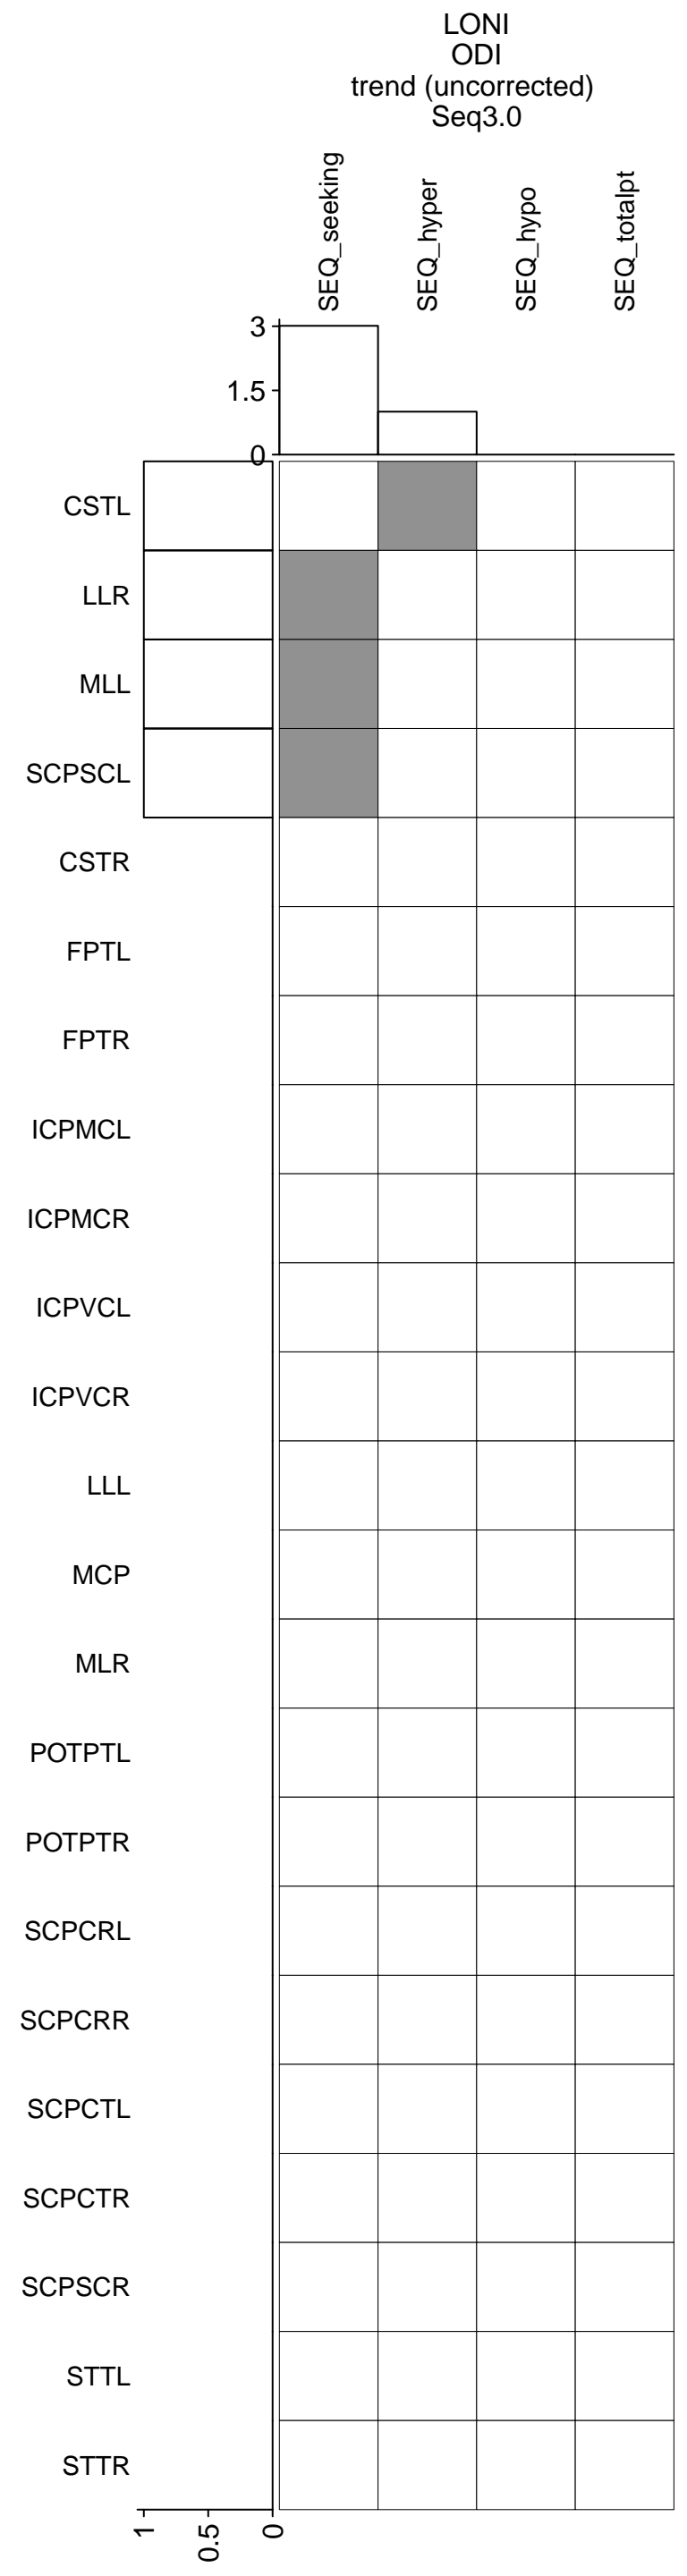 LONI
ODI
trend (uncorrected)
Seq3.0
SEQ_seeking
SEQ_hyper
SEQ_hypo
SEQ_totalpt
3
1.5
0
CSTL
LLR
MLL
SCPSCL
CSTR
FPTL
FPTR
ICPMCL
ICPMCR
ICPVCL
ICPVCR
LLL
MCP
MLR
POTPTL
POTPTR
SCPCRL
SCPCRR
SCPCTL
SCPCTR
SCPSCR
STTL
STTR
1
0.5
0